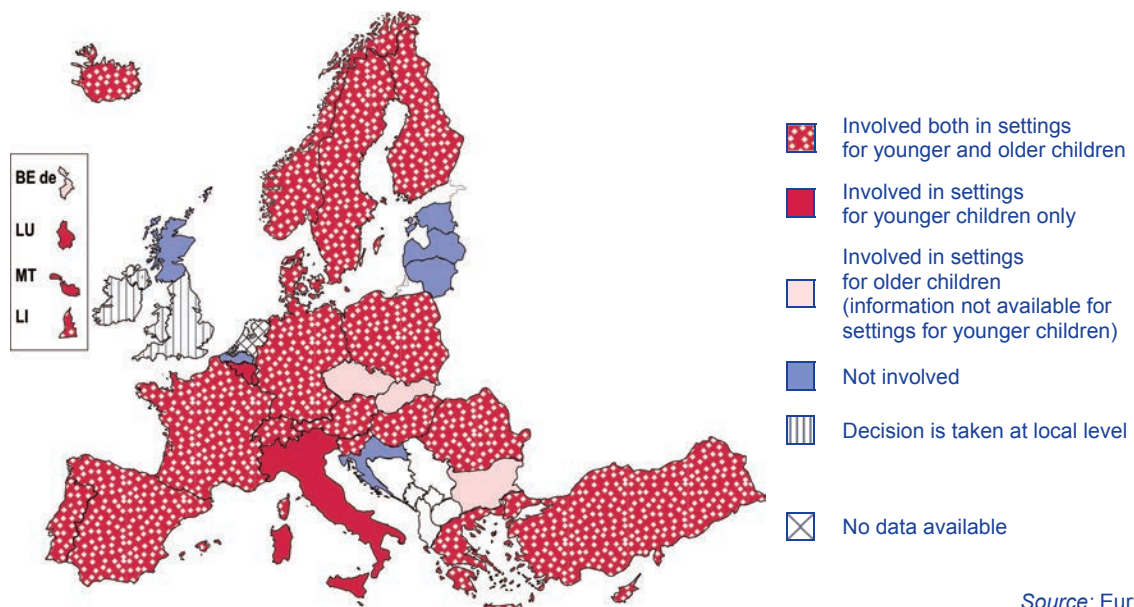 BE de
LU
MT
LI
Involved both in settings
for younger and older children
Involved in settings
for younger children only
Involved in settings
for older children
(information not available for
settings for younger children)
Not involved
Decision is taken at local level
No data available
Source: Eur